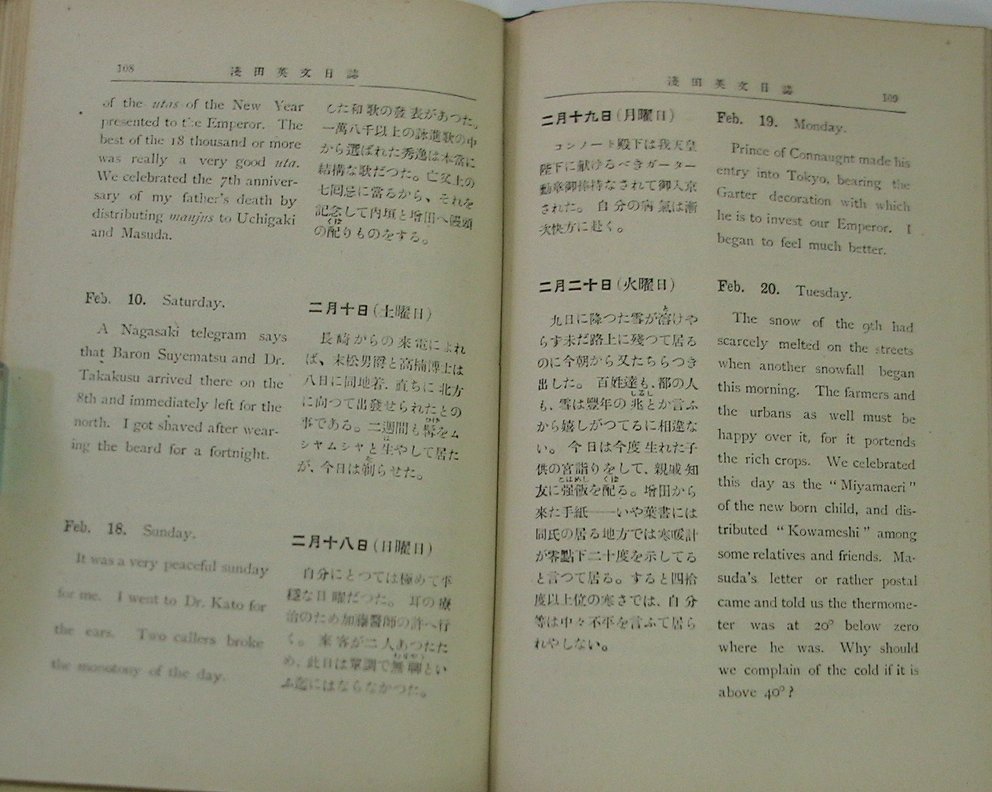 108
淺田英文日誌
of the utas of the New Year
presented to the Emperor. The
best of the 18 thousand or more
was really a very good uta.
We celebrated the 7th anniver-
sary of my father's death by
distributing manjus to Uchigaki
and Masuda.
した和歌の發表があつた。
一萬八千以上の詠進歌の中
から選ばれた秀逸は本當に
結構な歌だつた。亡父上の
七回忌に當るから、それを
記念して内垣と増田へ饅頭
の配りものをする。
Feb. 10. Saturday.
A Nagasaki telegram says
that Baron Suyematsu and Dr.
Takakusu arrived there on the
8th and immediately left for the
north. I got shaved after wear-
ing the beard for a fortnight.
二月十日(土曜日)
長崎からの來電によれ
ば、末松男爵と高楠博士は
八日に同地着、直ちに北方
に向つて出發せられたとの
事である。二週間も髯をム
シヤムシヤと生やして居た
が、今日は剃らせた。
Feb. 18. Sunday.
It was a very peaceful sunday
for me. I went to Dr. Kato for
the ears. Two callers broke
the monotony of the day.
二月十八日(日曜日)
自分にとつては極めて平
穩な日曜だつた。耳の療
治のため加藤醫師の許へ行
く。來客が二人あつたた
め、此日は單調で無聊とい
ふ迄にはならなかつた。
淺田英文日誌
109
二月十九日(月曜日)
コンノート殿下は我天皇
陛下に獻けるべきガーター
勳章御捧持なされて御入京
された。自分の病氣は漸
次快方に赴く。
Feb. 19. Monday.
Prince of Connaught made his
entry into Tokyo, bearing the
Garter decoration with which
he is to invest our Emperor. I
began to feel much better.
二月二十日(火曜日)
九日に降つた雪が溶けや
らず未だ路上に殘つて居る
のに今朝から又たちらつき
出した。百姓達も、都の人
も、雪は豐年の兆とか言ふ
から嬉しがつてるに相違な
い。今日は今度生れた子
供の宮詣りをして、親戚知
友に强飯を配る。増田から
來た手紙——いや葉書には
同氏の居る地方では寒暖計
が零點下二十度を示してる
と言つて居る。すると四拾
度以上位の寒さでは、自分
等は中々不平を言ふて居ら
れやしない。
Feb. 20. Tuesday.
The snow of the 9th had
scarcely melted on the streets
when another snowfall began
this morning. The farmers and
the urbans as well must be
happy over it, for it portends
the rich crops. We celebrated
this day as the "Miyamaeri"
of the new born child, and dis-
tributed "Kowameshi" among
some relatives and friends. Ma-
suda's letter or rather postal
came and told us the thermome-
ter was at 20° below zero
where he was. Why should
we complain of the cold if it is
above 40°?